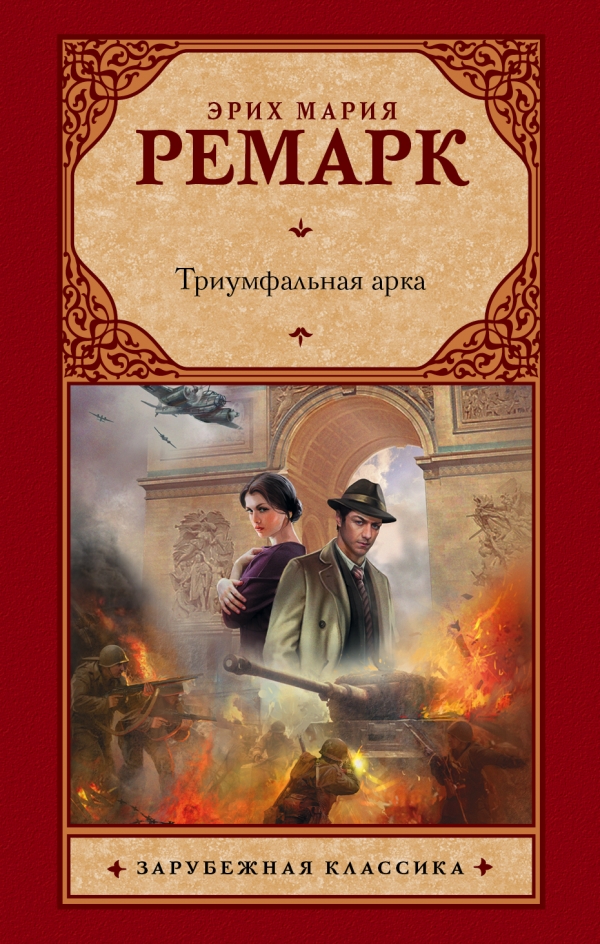 ЭРИХ МАРИЯ
РЕМАРК
Триумфальная арка
ЗАРУБЕЖНАЯ КЛАССИКА